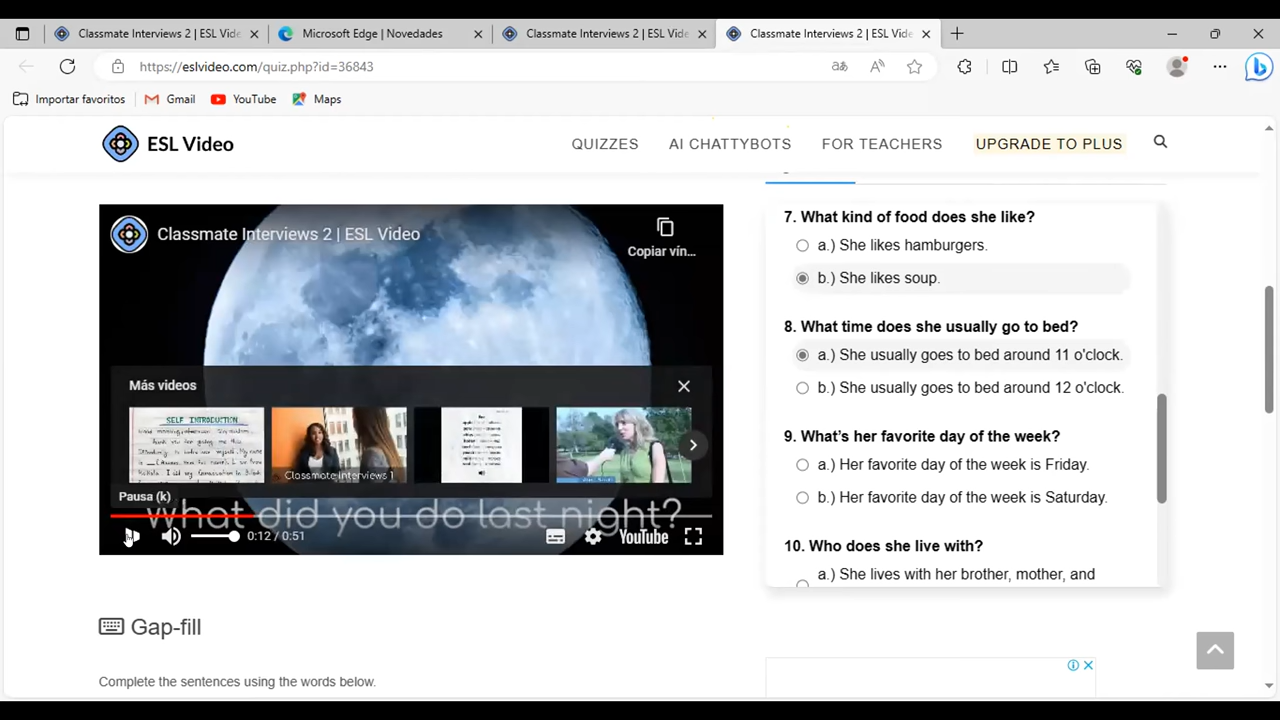 Classmate Interviews 2 | ESL Vide
Microsoft Edge | Novedades
Classmate Interviews 2 | ESL Vide
Classmate Interviews 2 | ESL Vide
https://eslvideo.com/quiz.php?id=36843
Importar favoritos
Gmail
YouTube
Maps
ESL Video
QUIZZES
AI CHATTYBOTS
FOR TEACHERS
UPGRADE TO PLUS
Classmate Interviews 2 | ESL Video
Copiar vín...
Más videos
SELF INTRODUCTION
Classmate Interviews 1
Pausa (k)
What did you do last night?
0:12 / 0:51
YouTube
7. What kind of food does she like?
a.) She likes hamburgers.
b.) She likes soup.
8. What time does she usually go to bed?
a.) She usually goes to bed around 11 o'clock.
b.) She usually goes to bed around 12 o'clock.
9. What's her favorite day of the week?
a.) Her favorite day of the week is Friday.
b.) Her favorite day of the week is Saturday.
10. Who does she live with?
a.) She lives with her brother, mother, and
Gap-fill
Complete the sentences using the words below.